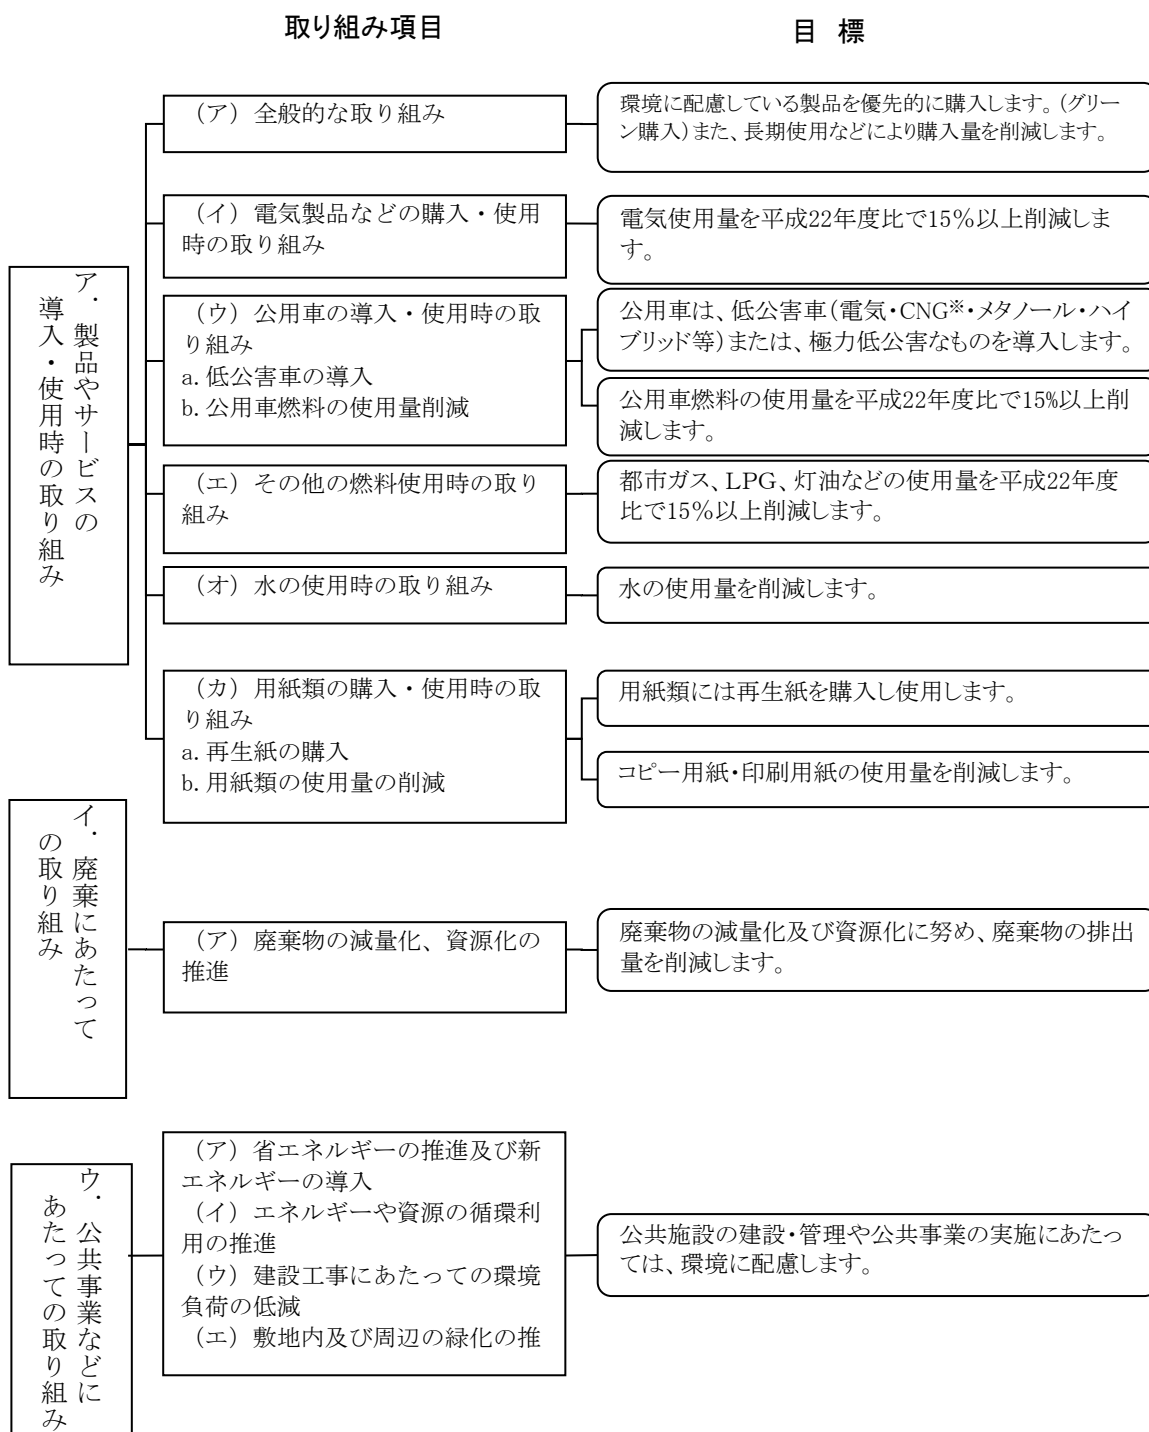 取り組み項目
目 標
ア．製品やサービスの
導入・使用時の取り組み
（ア）全般的な取り組み
環境に配慮している製品を優先的に購入します。(グリー
ン購入)また、長期使用などにより購入量を削減します。
（イ）電気製品などの購入・使用
時の取り組み
電気使用量を平成22年度比で15％以上削減しま
す。
（ウ）公用車の導入・使用時の取
り組み
a.低公害車の導入
b.公用車燃料の使用量削減
公用車は、低公害車(電気・CNG※・メタノール・ハイ
ブリッド等)または、極力低公害なものを導入します。
公用車燃料の使用量を平成22年度比で15%以上削
減します。
（エ）その他の燃料使用時の取り
組み
都市ガス、LPG、灯油などの使用量を平成22年度
比で15％以上削減します。
（オ）水の使用時の取り組み
水の使用量を削減します。
（カ）用紙類の購入・使用時の取
り組み
a.再生紙の購入
b.用紙類の使用量の削減
用紙類には再生紙を購入し使用します。
コピー用紙・印刷用紙の使用量を削減します。
イ．廃棄にあたって
の取り組み
（ア）廃棄物の減量化、資源化の
推進
廃棄物の減量化及び資源化に努め、廃棄物の排出
量を削減します。
ウ．公共事業などに
あたっての取り組み
（ア）省エネルギーの推進及び新
エネルギーの導入
（イ）エネルギーや資源の循環利
用の推進
（ウ）建設工事にあたっての環境
負荷の低減
（エ）敷地内及び周辺の緑化の推
公共施設の建設・管理や公共事業の実施にあたっ
ては、環境に配慮します。